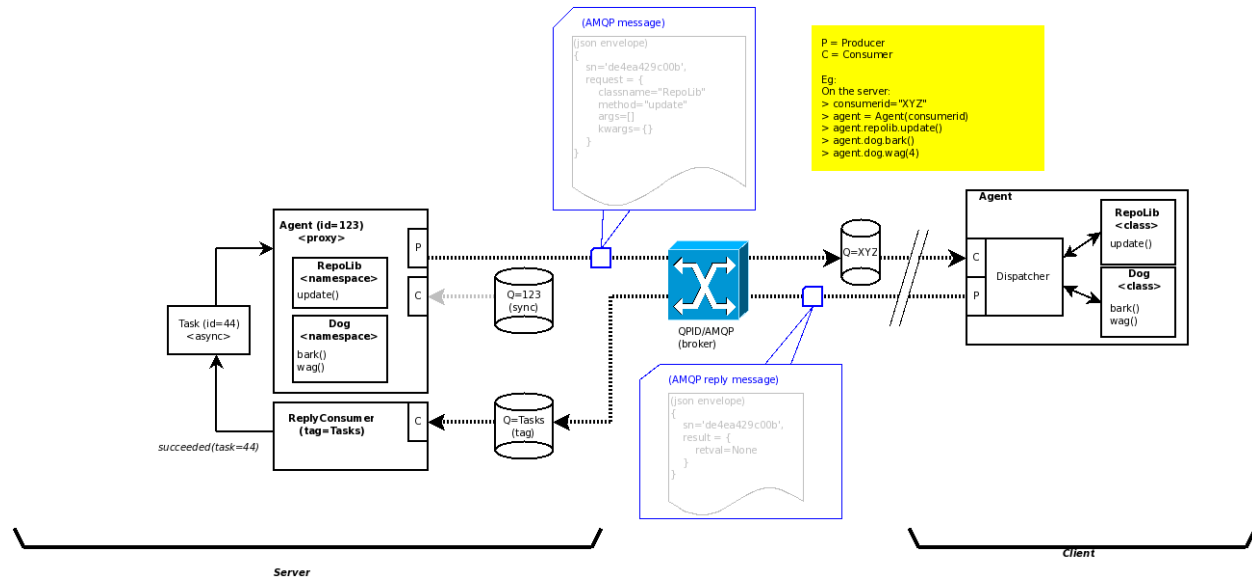 (AMQP message)
(json envelope)
{
sn='de4ea429c00b',
request = {
classname="RepoLib"
method="update"
args=[]
kwargs={}
}
}
P = Producer
C = Consumer
Eg:
On the server:
> consumerid="XYZ"
> agent = Agent(consumerid)
> agent.repolib.update()
> agent.dog.bark()
> agent.dog.wag(4)
Agent (id=123)
<proxy>
P
RepoLib
<namespace>
update()
C
Dog
<namespace>
bark()
wag()
Q=123
(sync)
Task (id=44)
<async>
ReplyConsumer
(tag=Tasks)
C
succeeded(task=44)
Q=Tasks
(tag)
QPID/AMQP
(broker)
Q=XYZ
Agent
C
P
Dispatcher
RepoLib
<class>
update()
Dog
<class>
bark()
wag()
(AMQP reply message)
(json envelope)
{
sn='de4ea429c00b',
result = {
retval=None
}
}
Server
Client